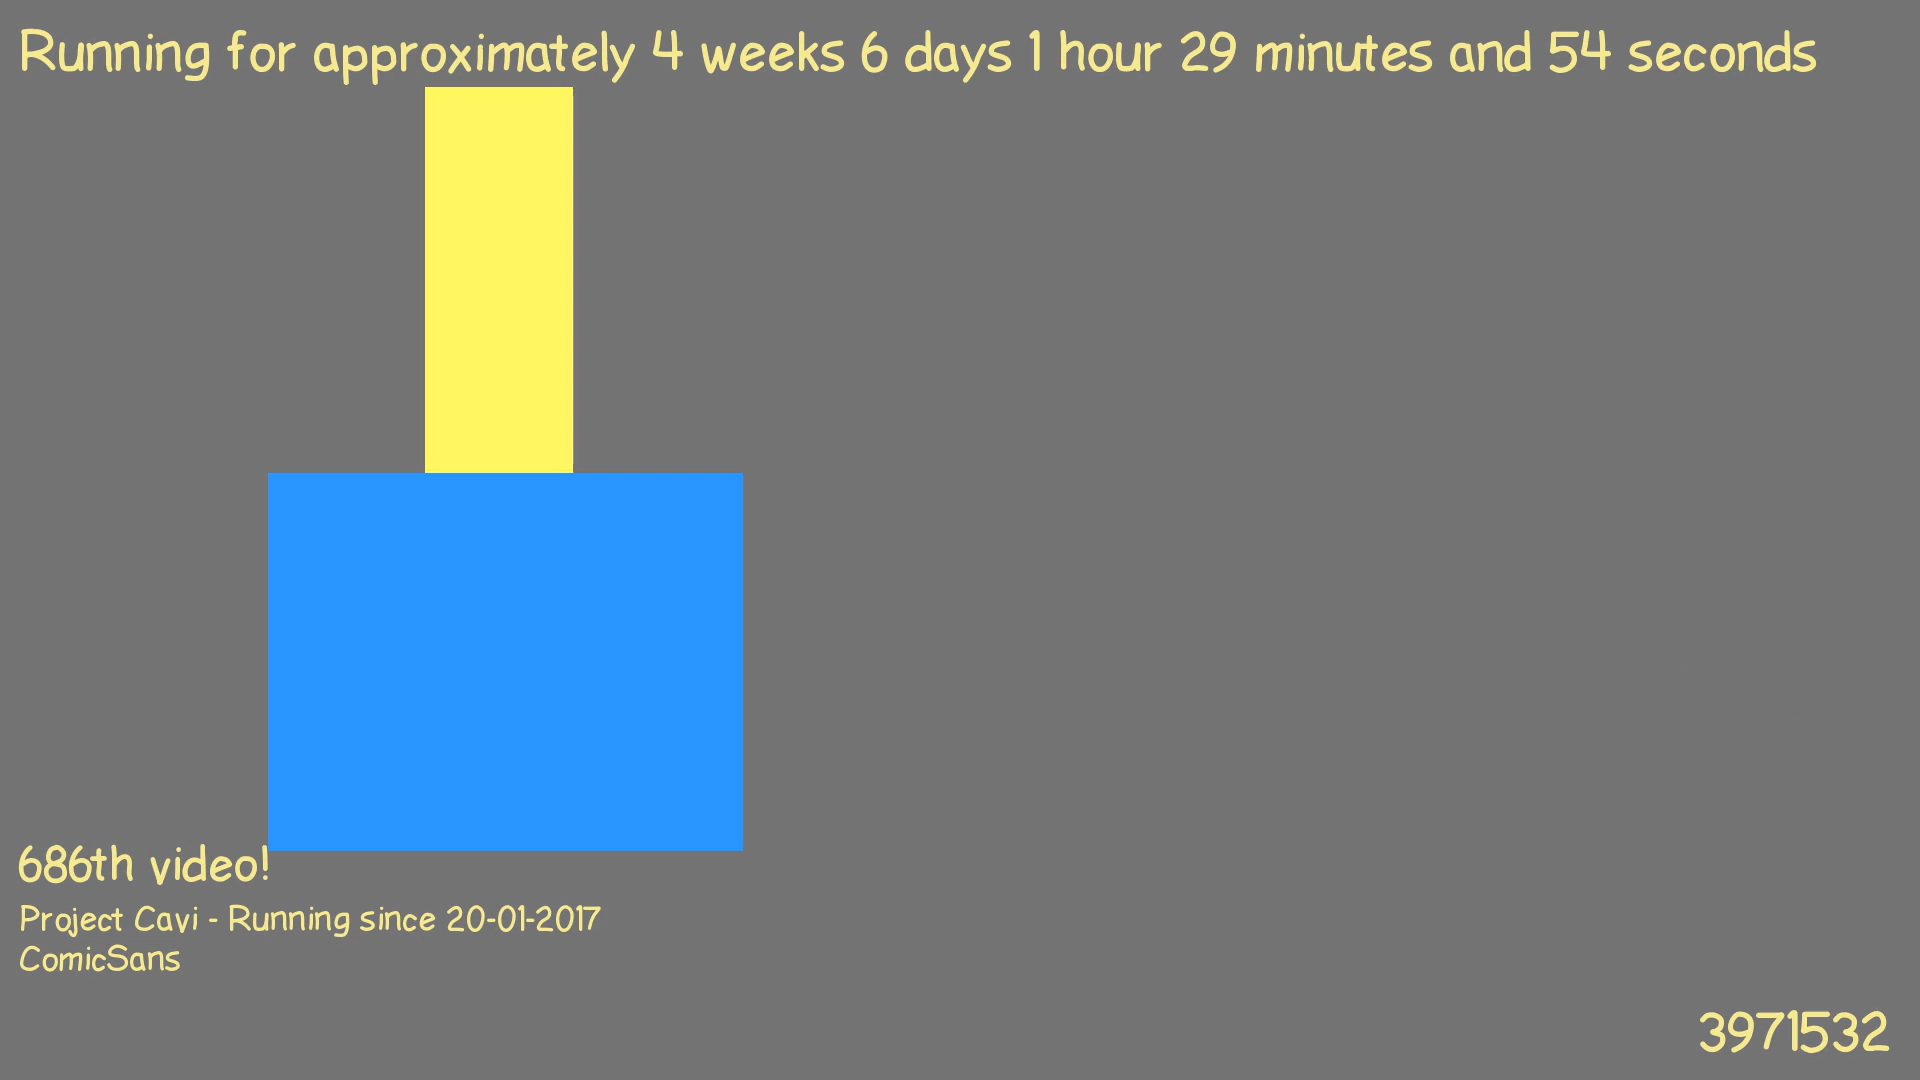 Running for approximately 4 weeks 6 days 1 hour 29 minutes and 54 seconds
686th video!
Project Cavi - Running since 20-01-2017
ComicSans
3971532